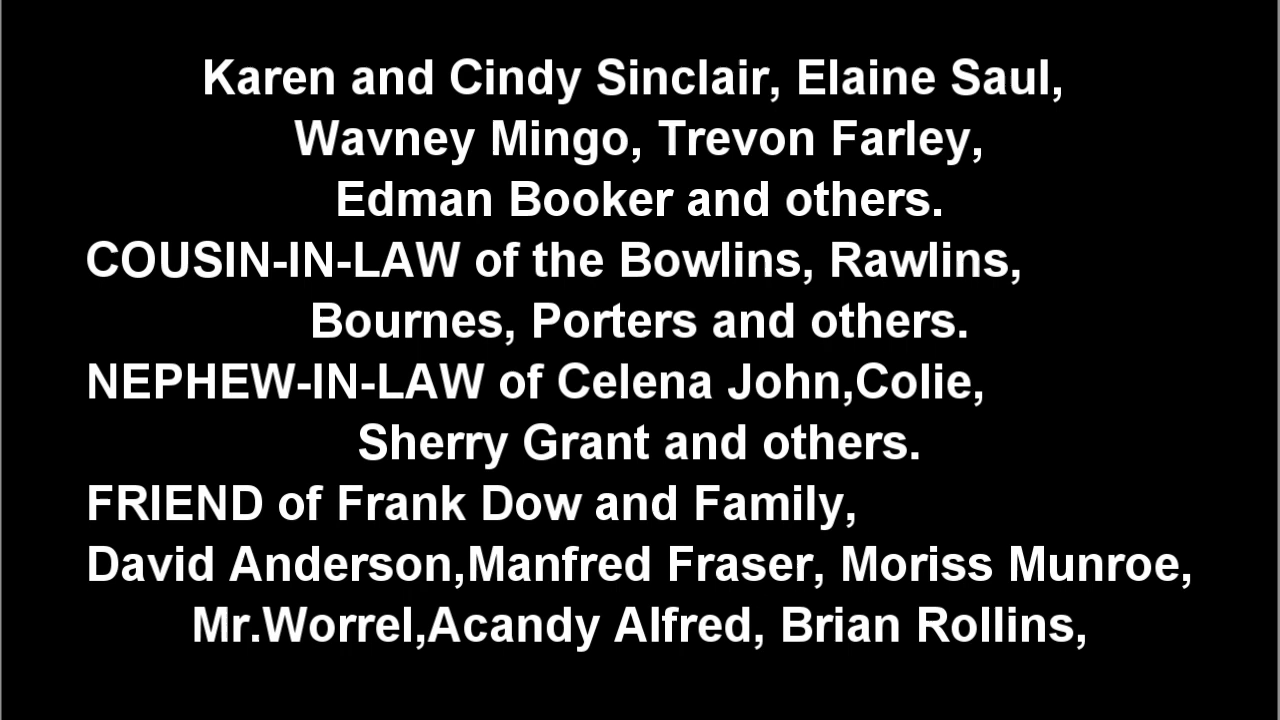 Karen and Cindy Sinclair, Elaine Saul,
Wavney Mingo, Trevon Farley,
Edman Booker and others.
COUSIN-IN-LAW of the Bowlins, Rawlins,
Bournes, Porters and others.
NEPHEW-IN-LAW of Celena John,Colie,
Sherry Grant and others.
FRIEND of Frank Dow and Family,
David Anderson,Manfred Fraser, Moriss Munroe,
Mr.Worrel,Acandy Alfred, Brian Rollins,